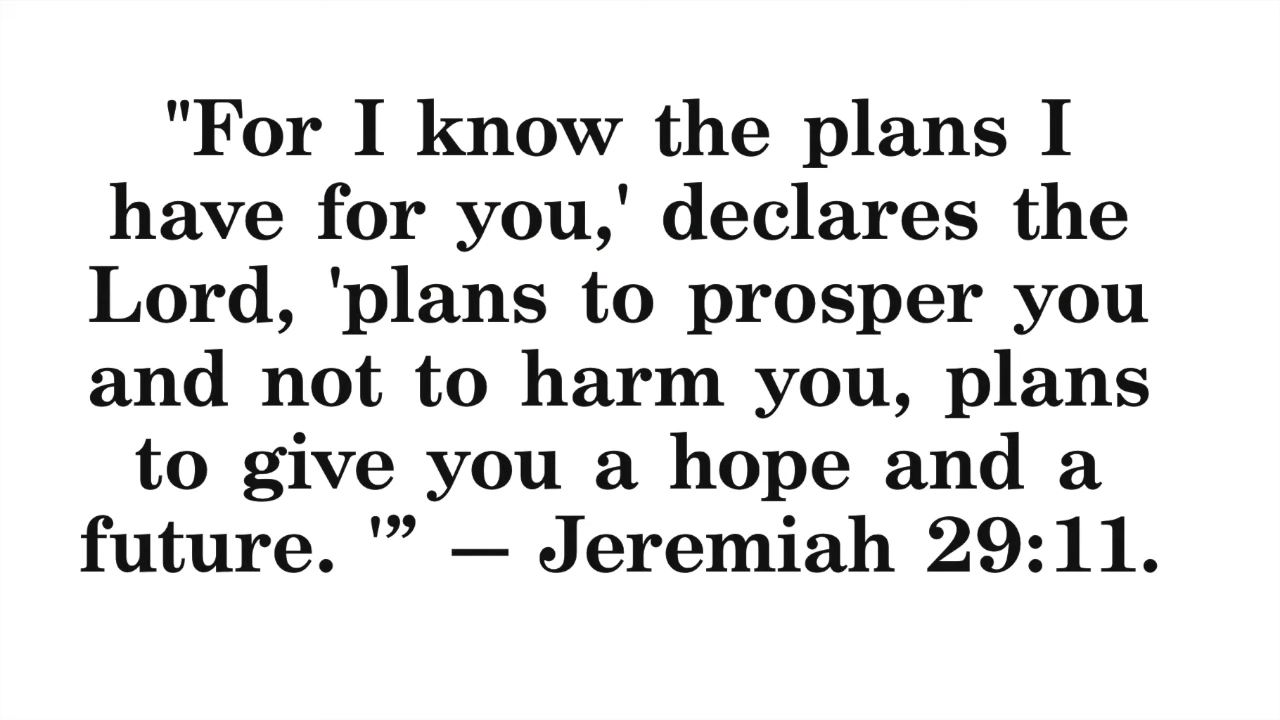 "For I know the plans I
have for you,' declares the
Lord, 'plans to prosper you
and not to harm you, plans
to give you a hope and a
future. '” — Jeremiah 29:11.